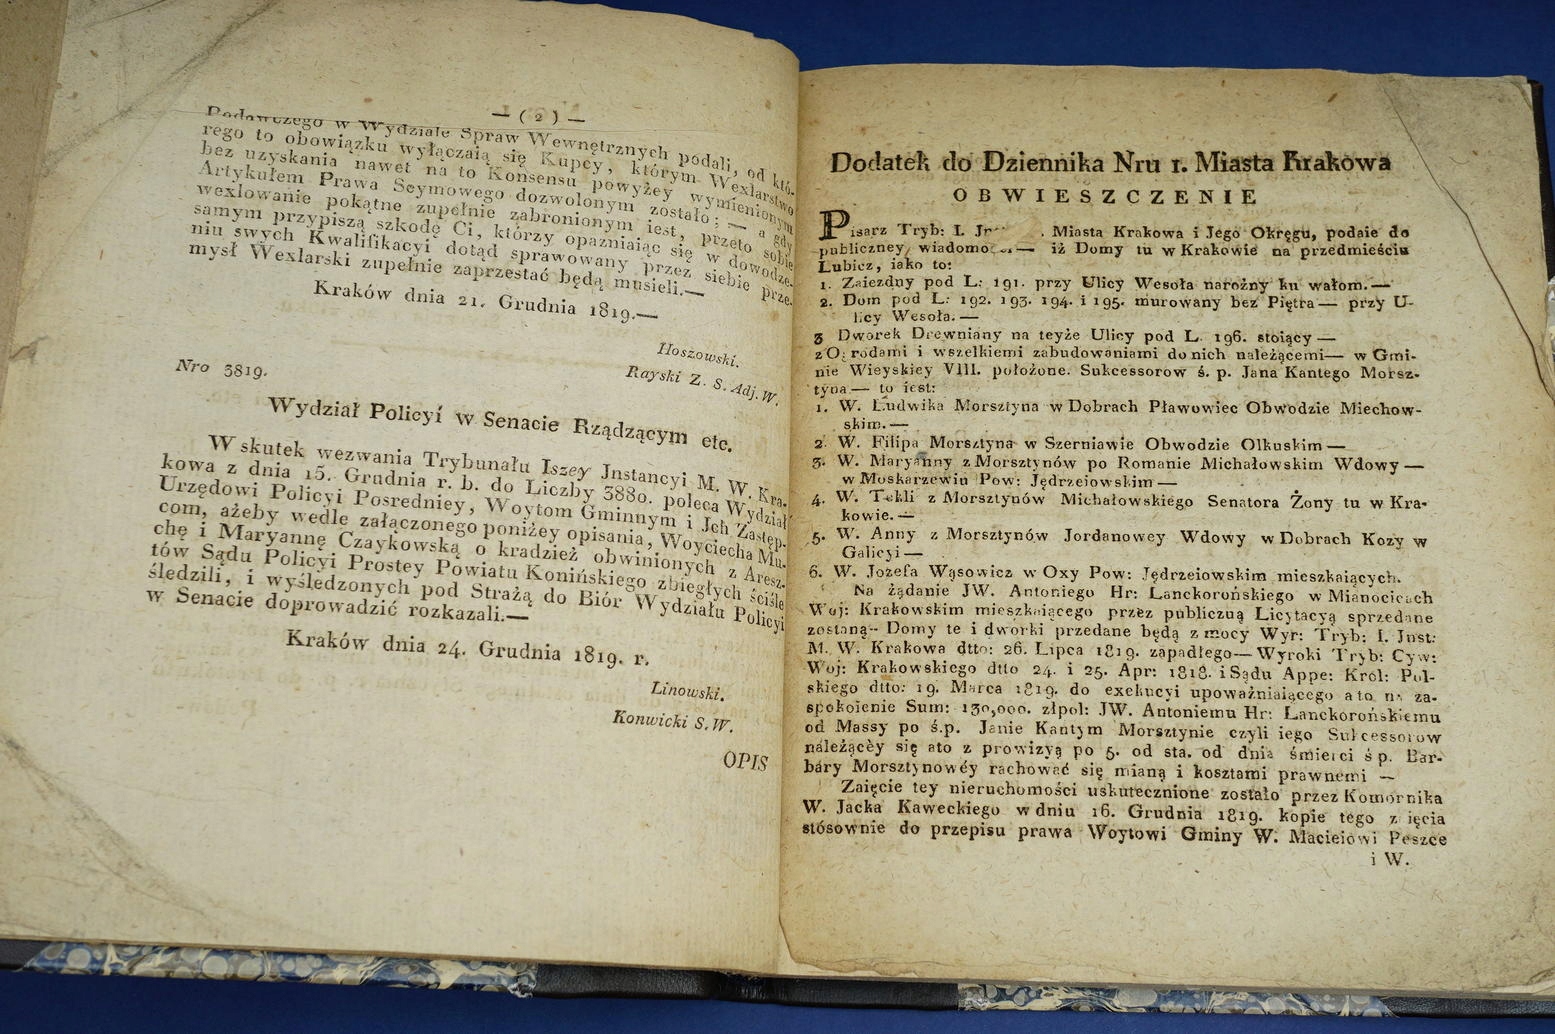 — ( 2 ) —
Podawczego w Wydziale Spraw Wewnętrznych podali, od któ-
rego to obowiązku wyłączaią się Kupcy, którym Wexlarstwo
bez uzyskania nawet na to Konsensu powyżey wymienionym
Artykułem Prawa Seymowego dozwolonym zostało; — a gdy
wexlowanie pokątne zupełnie zabronionym iest, przeto sobie
samym przypiszą szkodę Ci, którzy opaźniaiąc się w dowodze-
niu swych Kwalifikacyi dotąd sprawowany przez siebie prze-
mysł Wexlarski zupełnie zaprzestać będą musieli.—
Kraków dnia 21. Grudnia 1819.—
Hoszowski.
Rayski Z. S. Adj. W.
Nro 3819.
Wydział Policyi w Senacie Rządzącym etc.
W skutek wezwania Trybunału Iszey Jnstancyi M. W. Kra-
kowa z dnia 15. Grudnia r. b. do Liczby 3880. poleca Wydział
Urzędowi Policyi Posredniey, Woytom Gminnym i Jch Zastęp-
com, ażeby wedle załączonego poniżey opisania, Woyciecha Mu-
chę i Maryannę Czaykowską o kradzież obwinionych z Aresz-
tów Sądu Policyi Prostey Powiatu Konińskiego zbiegłych ściśle
śledzili, i wyśledzonych pod Strażą do Biór Wydziału Policyi
w Senacie doprowadzić rozkazali.—
Kraków dnia 24. Grudnia 1819. r.
Linowski.
Konwicki S. W.
OPIS
Dodatek do Dziennika Nru 1. Miasta Krakowa
OBWIESZCZENIE
Pisarz Tryb: I. Miasta Krakowa i Jego Okręgu, podaie do
publiczney — iż Domy tu w Krakowie na przedmieściu
Lubicz, iako to:
1. Zaiezdny pod L: 191. przy Ulicy Wesoła narożny ku wałom.—
2. Dom pod L: 192. 193. 194. i 195. murowany bez Piętra — przy U-
licy Wesoła.—
3 Dworek Drewniany na teyże Ulicy pod L. 196. stoiący —
z Ogrodami i wszelkiemi zabudowaniami do nich należącemi— w Gmi-
nie Wieyskiey VIII. położone. Sukcessorow ś. p. Jana Kantego Morsz-
tyna — to iest:
1. W. Ludwika Morsztyna w Dobrach Pławowiec Obwodzie Miechow-
skim.—
2. W. Filipa Morsztyna w Szerniawie Obwodzie Olkuskim —
3. W. Maryanny z Morsztynów po Romanie Michałowskim Wdowy —
w Moskarzewiu Pow: Jędrzeiowskim —
4. W. Tekli z Morsztynów Michałowskiego Senatora Żony tu w Kra-
kowie.—
5. W. Anny z Morsztynów Jordanowey Wdowy w Dobrach Kozy w
Galicyi —
6. W. Jozefa Wąsowicz w Oxy Pow: Jędrzeiowskim mieszkaiących.
Na żądanie JW. Antoniego Hr: Lanckorońskiego w Mianocicach
Woj: Krakowskim mieszkaiącego przez publiczną Licytacyą sprzedane
zostaną— Domy te i dworki przedane będą z mocy Wyr: Tryb: I. Jnst:
M. W. Krakowa dtto: 26. Lipca 1819. zapadłego— Wyroki Tryb: Cyw:
Woj: Krakowskiego dtto 24. i 25. Apr: 1818. i Sądu Appe: Król: Pol-
skiego dtto: 19. Marca 1819. do exekucyi upoważniaiącego a to na za-
spokoienie Sum: 130,000. złpol: JW. Antoniemu Hr: Lanckorońskiemu
od Massy po ś.p. Janie Kantym Morsztynie czyli iego Sukcessorow
należącéy się ato z prowizyą po 5. od sta. od dnia śmierci ś p. Bar-
báry Morsztynowéy rachować się mianą i kosztami prawnemi —
Zaięcie tey nieruchomości uskutecznione zostało przez Komornika
W. Jacka Kaweckiego w dniu 16. Grudnia 1819. kopie tego zaięcia
stósownie do przepisu prawa Woytowi Gminy W. Macieiowi Peszce
i W.